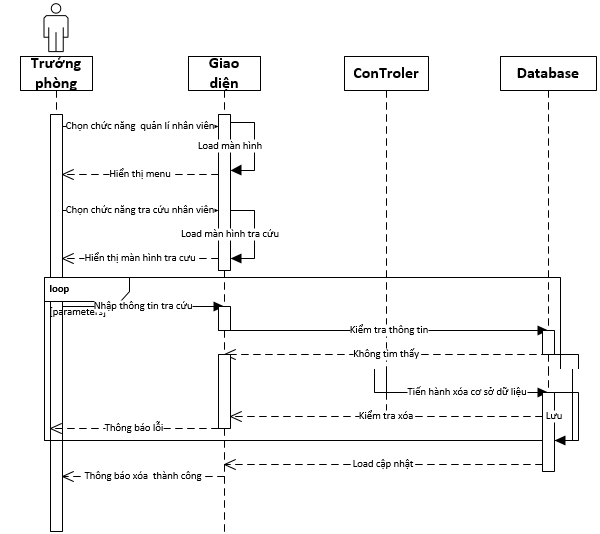 Trưởng
phòng
Giao
diện
ConTroler
Database
Chọn chức năng quản lí nhân viên
Load màn hình
Hiển thị menu
Chọn chức năng tra cứu nhân viên
Load màn hình tra cứu
Hiển thị màn hình tra cưu
loop
Nhập thông tin tra cứu
[parameters]
Kiểm tra thông tin
Không tìm thấy
Tiến hành xóa cơ sở dữ liệu
Kiểm tra xóa
Lưu
Thông báo lỗi
Load cập nhật
Thông báo xóa thành công